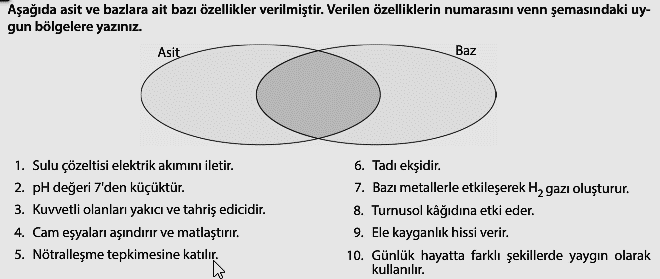 Aşağıda asit ve bazlara ait bazı özellikler verilmiştir. Verilen özelliklerin numarasını venn şemasındaki uy-
gun bölgelere yazınız.
Asit
Baz
1. Sulu çözeltisi elektrik akımını iletir.
2. pH değeri 7'den küçüktür.
3. Kuvvetli olanları yakıcı ve tahriş edicidir.
4. Cam eşyaları aşındırır ve matlaştırır.
5. Nötralleşme tepkimesine katılır.
6. Tadı ekşidir.
7. Bazı metallerle etkileşerek H₂ gazı oluşturur.
8. Turnusol kâğıdına etki eder.
9. Ele kayganlık hissi verir.
10. Günlük hayatta farklı şekillerde yaygın olarak
kullanılır.